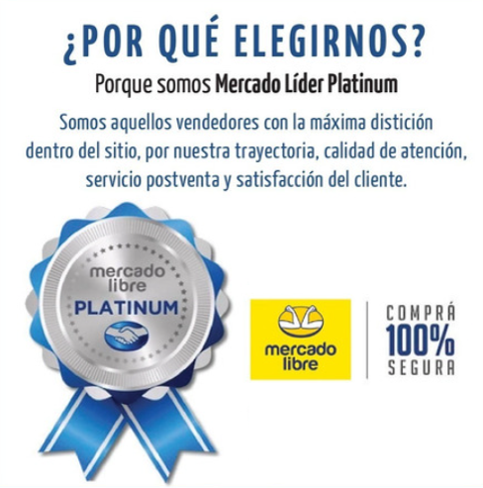 ¿POR QUÉ ELEGIRNOS?
Porque somos Mercado Líder Platinum
Somos aquellos vendedores con la máxima distición
dentro del sitio, por nuestra trayectoria, calidad de atención,
servicio postventa y satisfacción del cliente.
mercado
libre
PLATINUM
mercado
libre
COMPRÁ
100%
SEGURA